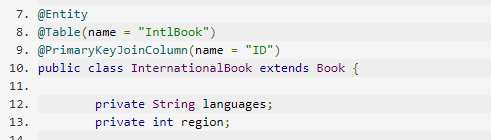 7. @Entity
8. @Table(name = "IntlBook")
9. @PrimaryKeyJoinColumn(name = "ID")
10. public class InternationalBook extends Book {
11.
12. private String languages;
13. private int region;